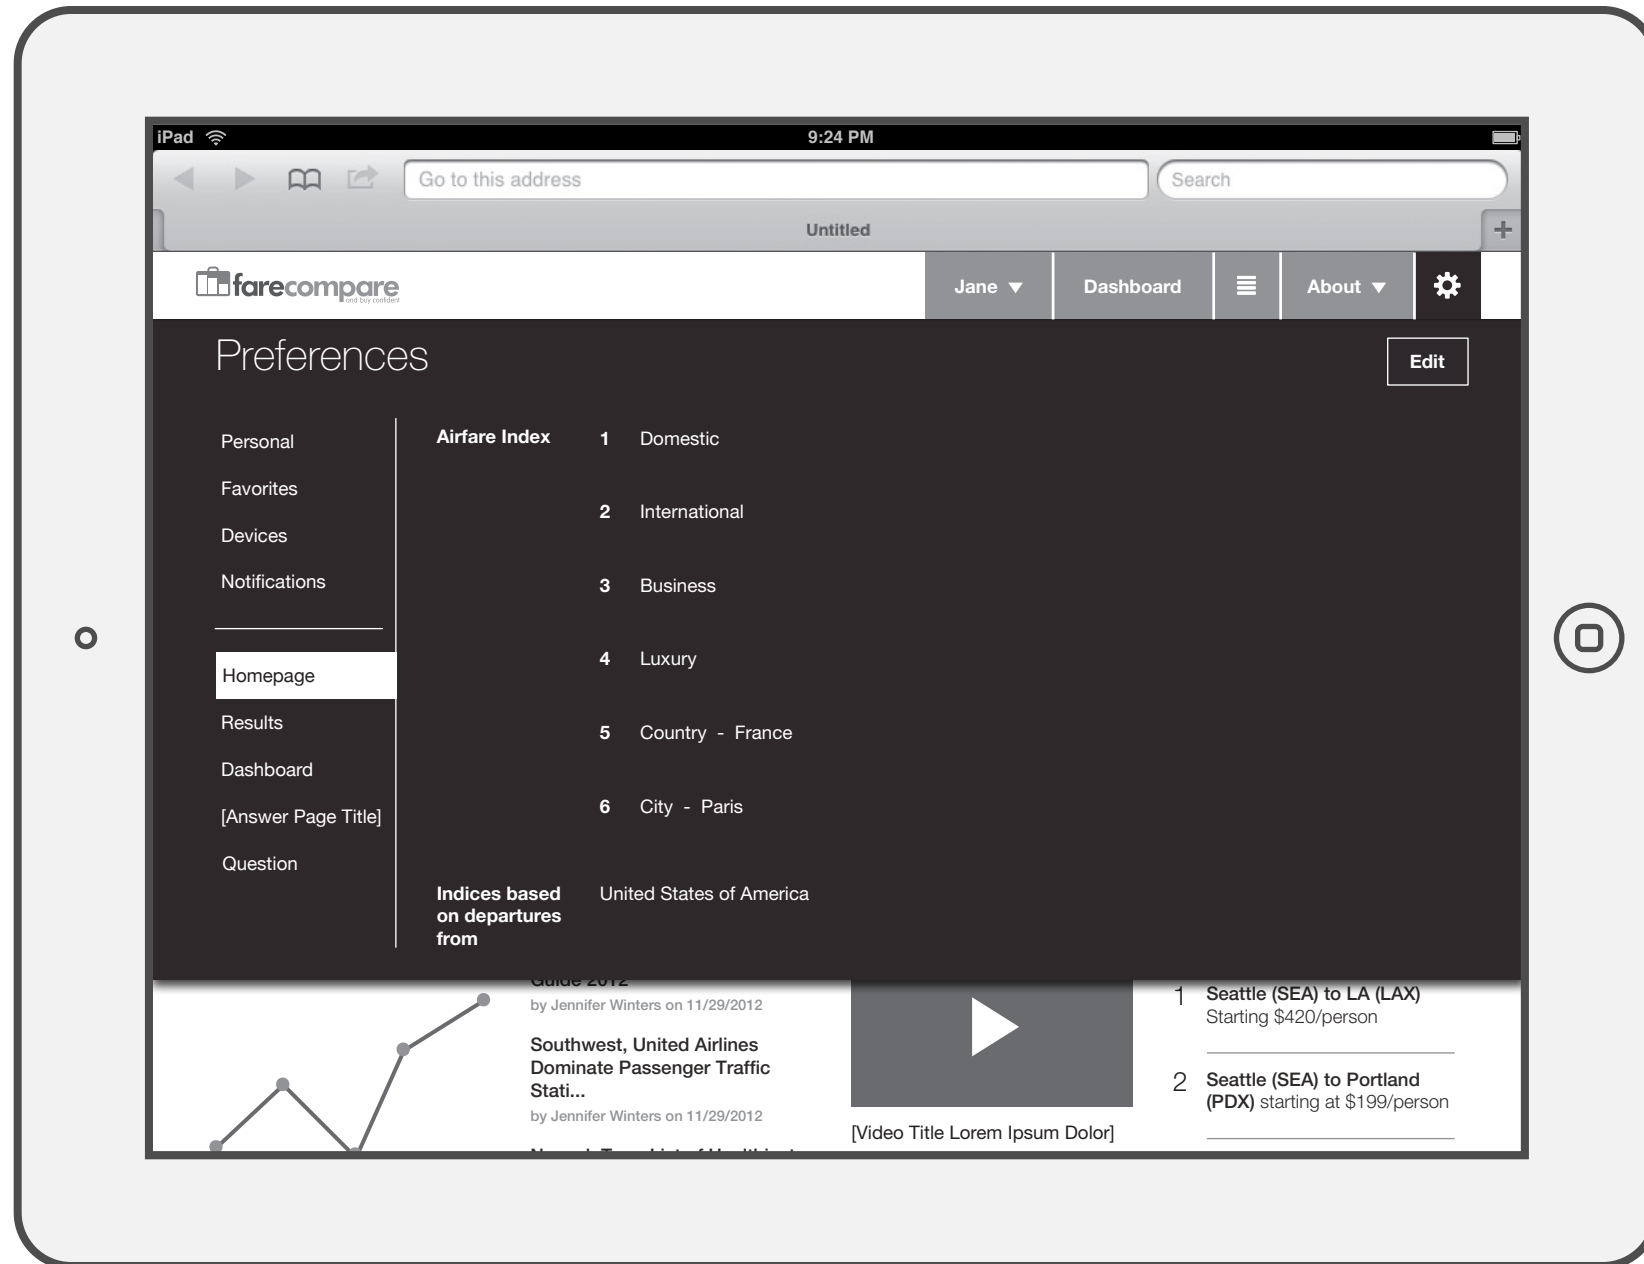 iPad
9:24 PM
Go to this address
Search
Untitled
+
farecompare
and buy confident
Jane ▼
Dashboard
About ▼
Preferences
Edit
Personal
Favorites
Devices
Notifications
Homepage
Results
Dashboard
[Answer Page Title]
Question
Airfare Index
1 Domestic
2 International
3 Business
4 Luxury
5 Country - France
6 City - Paris
Indices based
on departures
from
United States of America
Guide 2012
by Jennifer Winters on 11/29/2012
Southwest, United Airlines
Dominate Passenger Traffic
Stati...
by Jennifer Winters on 11/29/2012
[Video Title Lorem Ipsum Dolor]
1 Seattle (SEA) to LA (LAX)
Starting $420/person
2 Seattle (SEA) to Portland
(PDX) starting at $199/person